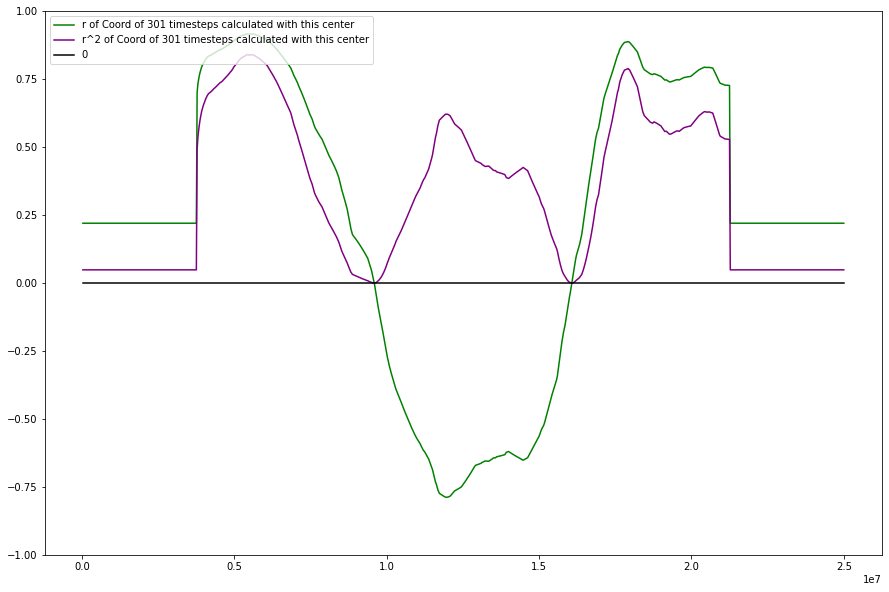 r of Coord of 301 timesteps calculated with this center
r^2 of Coord of 301 timesteps calculated with this center
0
1.00
0.75
0.50
0.25
0.00
−0.25
−0.50
−0.75
−1.00
0.0 0.5 1.0 1.5 2.0 2.5
1e7